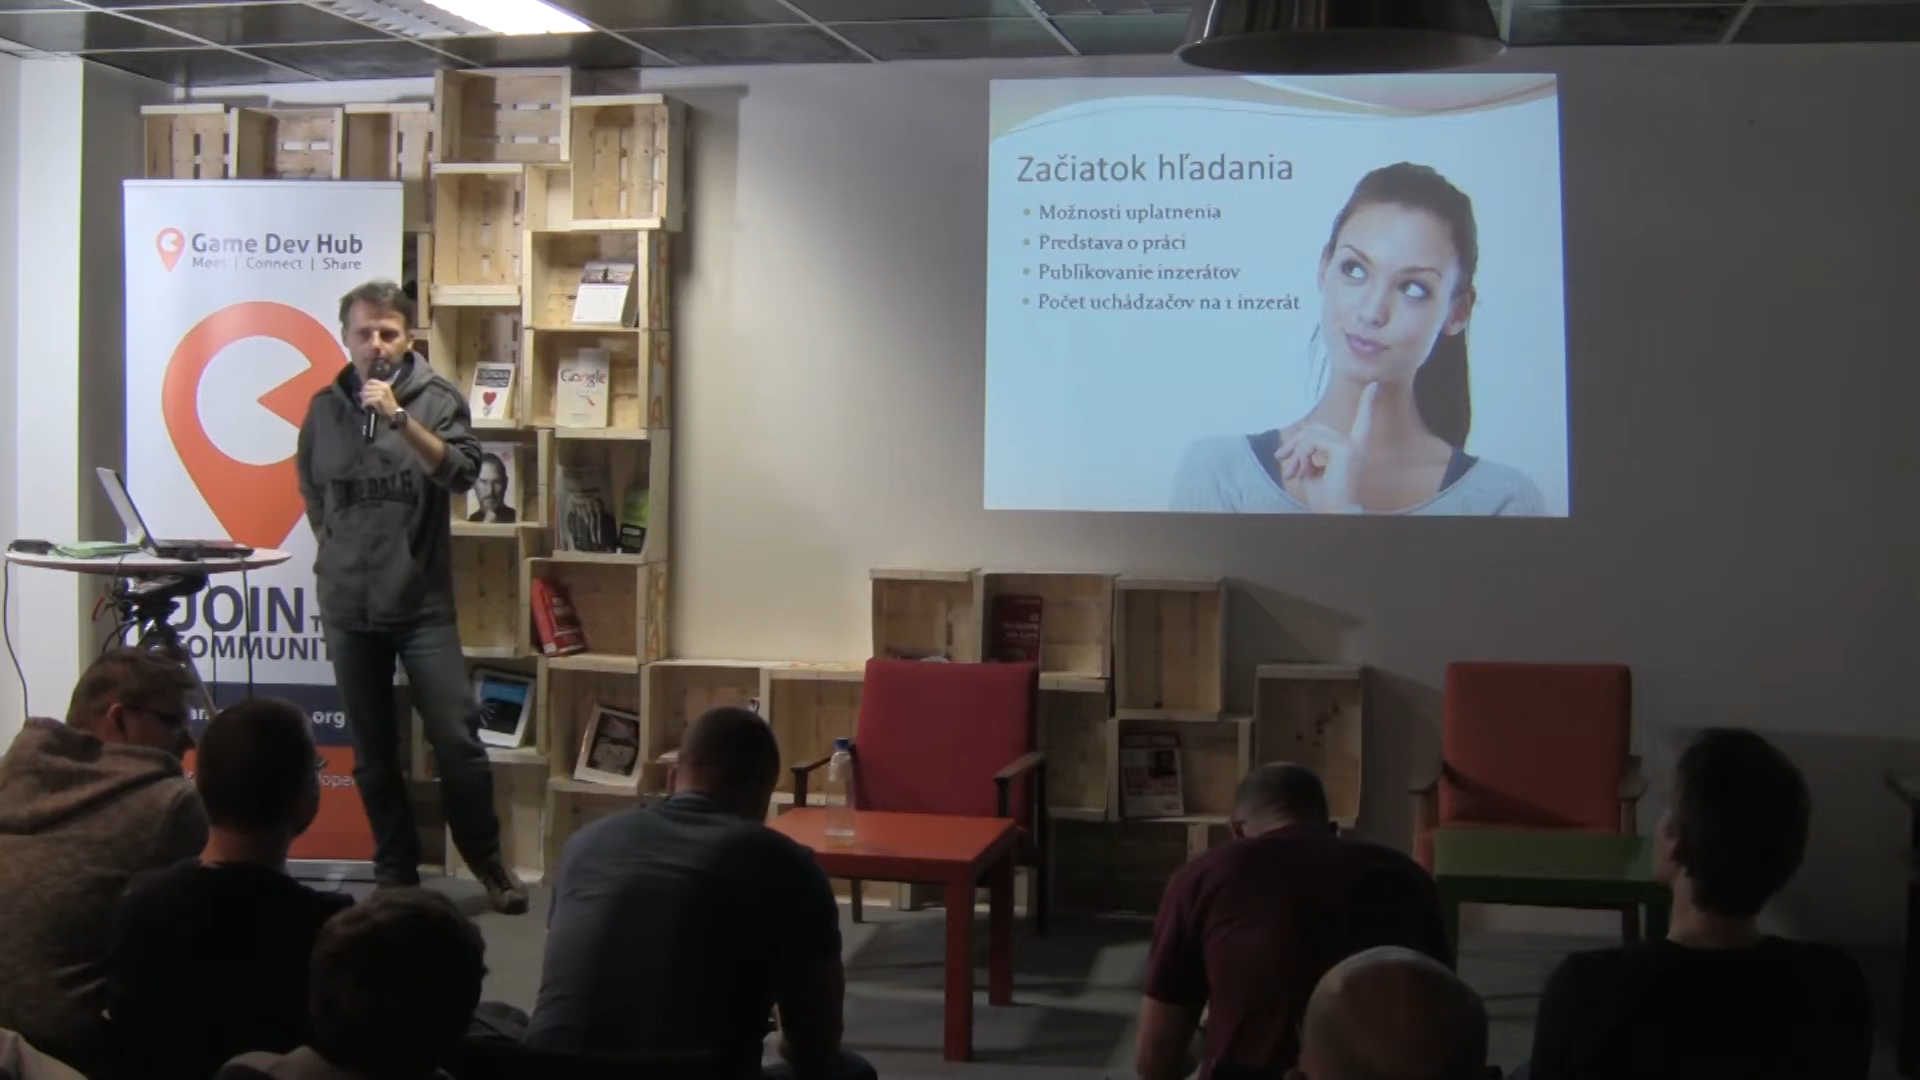 Game Dev Hub
Meet | Connect | Share
JOIN
COMMUNIT
.org
Google
Začiatok hľadania
• Možnosti uplatnenia
• Predstava o práci
• Publikovanie inzerátov
• Počet uchádzačov na 1 inzerát